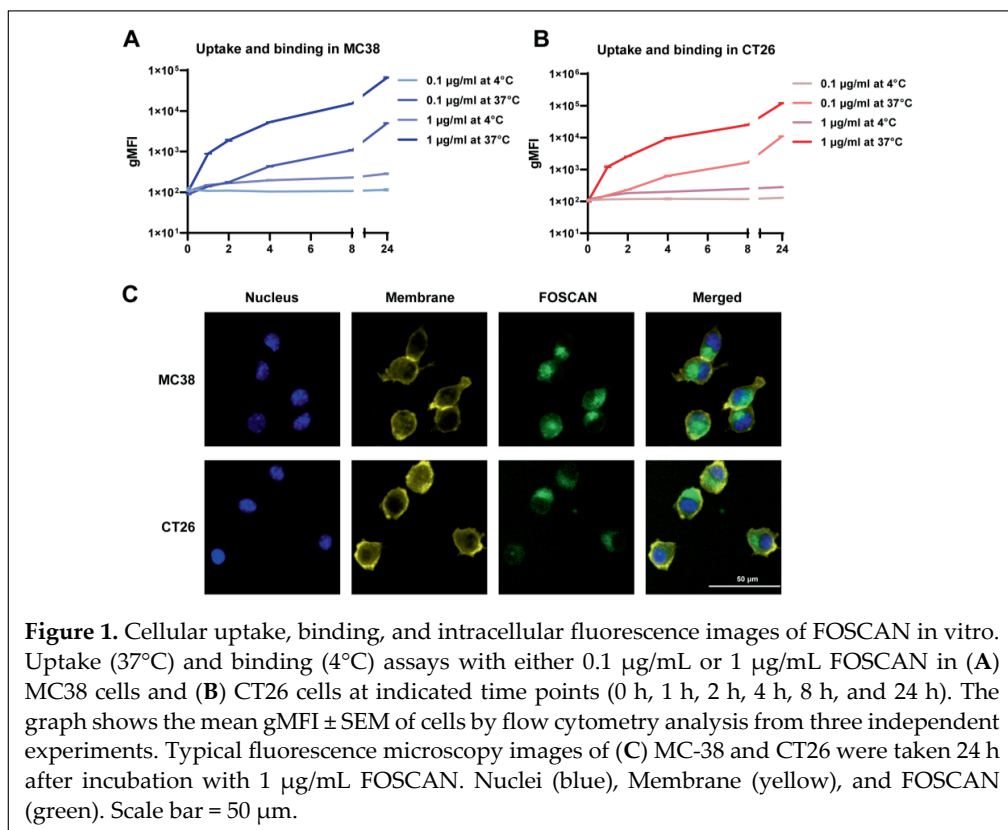 A
Uptake and binding in MC38
1×10⁵
1×10⁴
1×10³
1×10²
1×10¹
gMFI
0 2 4 6 8 24
0.1 µg/ml at 4°C
0.1 µg/ml at 37°C
1 µg/ml at 4°C
1 µg/ml at 37°C
B
Uptake and binding in CT26
1×10⁶
1×10⁵
1×10⁴
1×10³
1×10²
1×10¹
gMFI
0 2 4 6 8 24
0.1 µg/ml at 4°C
0.1 µg/ml at 37°C
1 µg/ml at 4°C
1 µg/ml at 37°C
C
Nucleus Membrane FOSCAN Merged
MC38
CT26
50 µm
Figure 1. Cellular uptake, binding, and intracellular fluorescence images of FOSCAN in vitro.
Uptake (37°C) and binding (4°C) assays with either 0.1 µg/mL or 1 µg/mL FOSCAN in (A)
MC38 cells and (B) CT26 cells at indicated time points (0 h, 1 h, 2 h, 4 h, 8 h, and 24 h). The
graph shows the mean gMFI ± SEM of cells by flow cytometry analysis from three independent
experiments. Typical fluorescence microscopy images of (C) MC-38 and CT26 were taken 24 h
after incubation with 1 µg/mL FOSCAN. Nuclei (blue), Membrane (yellow), and FOSCAN
(green). Scale bar = 50 µm.